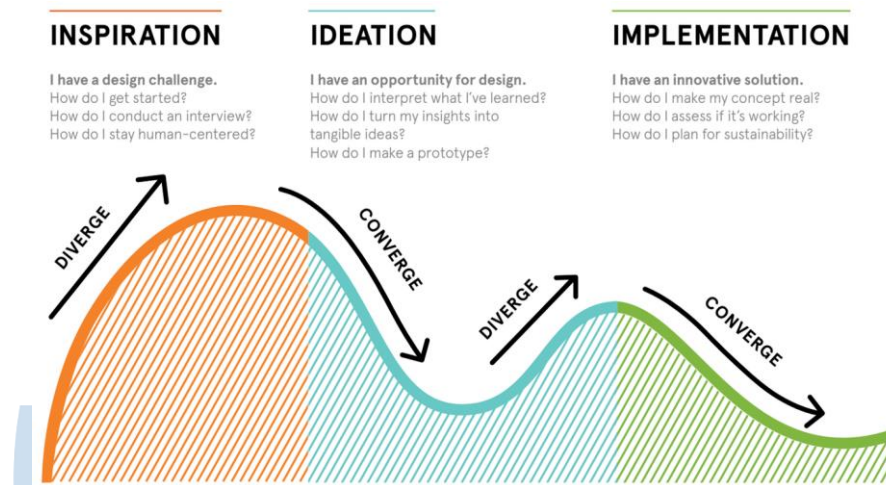 INSPIRATION
I have a design challenge.
How do I get started?
How do I conduct an interview?
How do I stay human-centered?
IDEATION
I have an opportunity for design.
How do I interpret what I've learned?
How do I turn my insights into
tangible ideas?
How do I make a prototype?
IMPLEMENTATION
I have an innovative solution.
How do I make my concept real?
How do I assess if it's working?
How do I plan for sustainability?
DIVERGE
CONVERGE
DIVERGE
CONVERGE